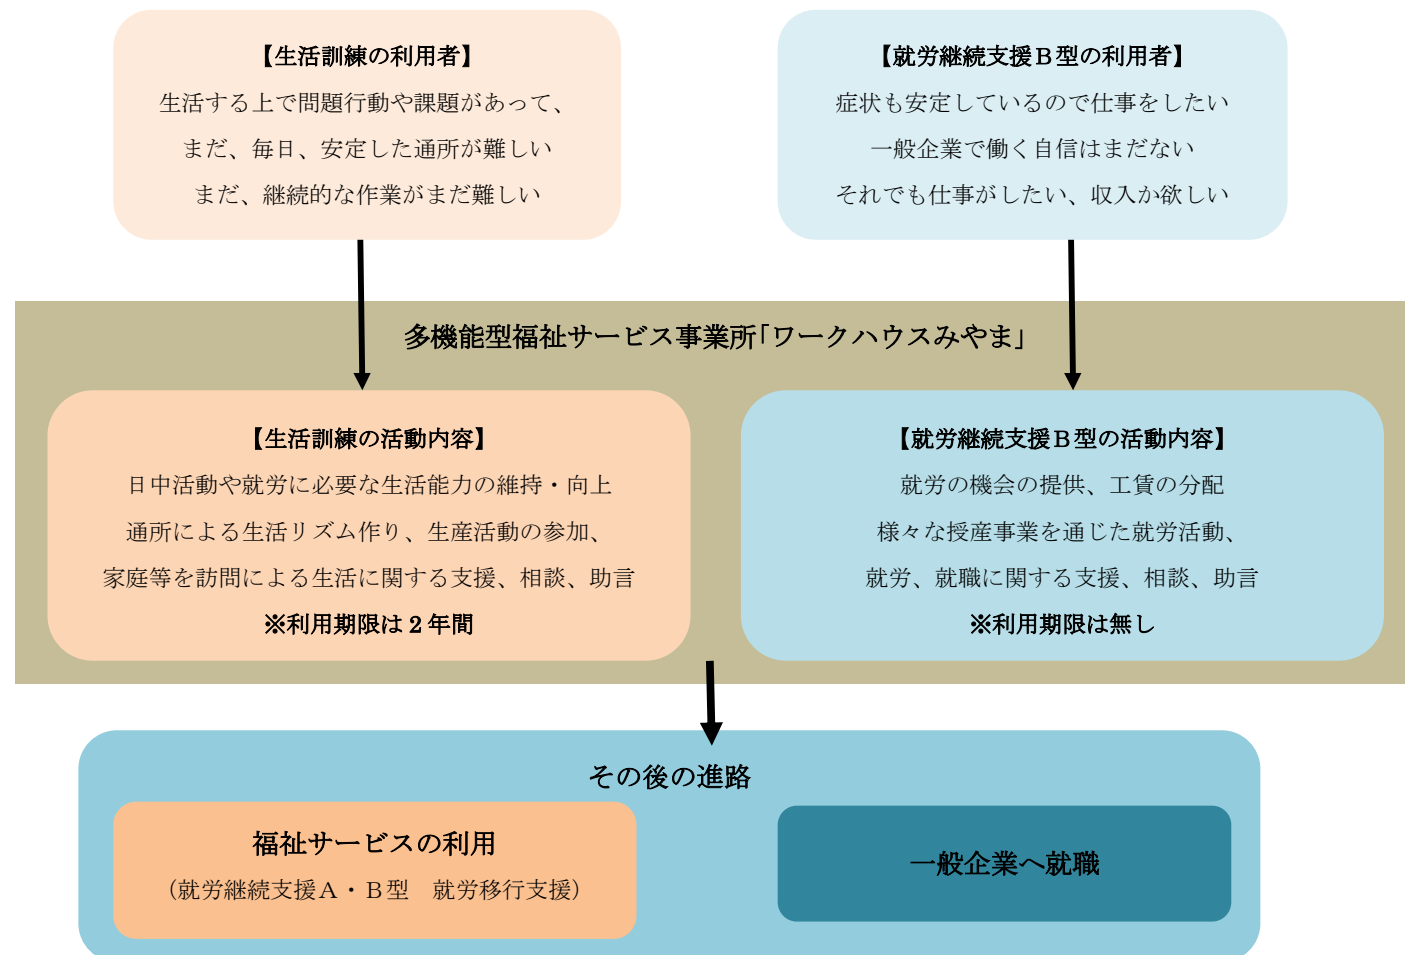 【生活訓練の利用者】
生活する上で問題行動や課題があって、
まだ、毎日、安定した通所が難しい
まだ、継続的な作業がまだ難しい
【就労継続支援Ｂ型の利用者】
症状も安定しているので仕事をしたい
一般企業で働く自信はまだない
それでも仕事がしたい、収入か欲しい
多機能型福祉サービス事業所「ワークハウスみやま」
【生活訓練の活動内容】
日中活動や就労に必要な生活能力の維持・向上
通所による生活リズム作り、生産活動の参加、
家庭等を訪問による生活に関する支援、相談、助言
※利用期限は 2 年間
【就労継続支援Ｂ型の活動内容】
就労の機会の提供、工賃の分配
様々な授産事業を通じた就労活動、
就労、就職に関する支援、相談、助言
※利用期限は無し
その後の進路
福祉サービスの利用
（就労継続支援Ａ・Ｂ型　就労移行支援）
一般企業へ就職